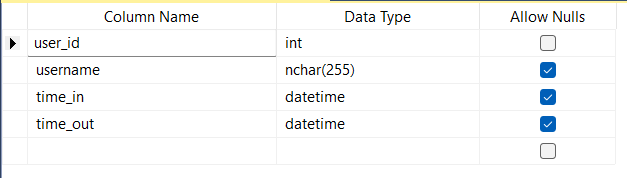 Column Name Data Type Allow Nulls
user_id int
username nchar(255)
time_in datetime
time_out datetime